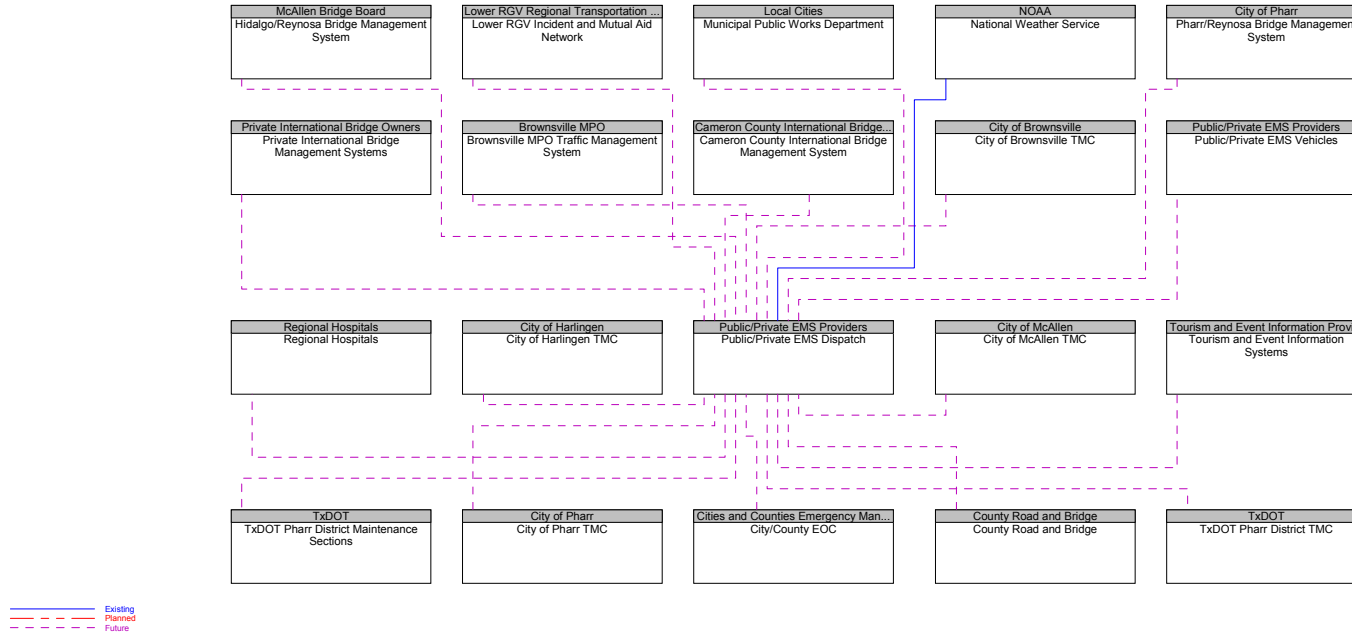 McAllen Bridge Board
Hidalgo/Reynosa Bridge Management
System
Lower RGV Regional Transportation ...
Lower RGV Incident and Mutual Aid
Network
Local Cities
Municipal Public Works Department
NOAA
National Weather Service
City of Pharr
Pharr/Reynosa Bridge Management
System
Private International Bridge Owners
Private International Bridge
Management Systems
Brownsville MPO
Brownsville MPO Traffic Management
System
Cameron County International Bridge...
Cameron County International Bridge
Management System
City of Brownsville
City of Brownsville TMC
Public/Private EMS Providers
Public/Private EMS Vehicles
Regional Hospitals
Regional Hospitals
City of Harlingen
City of Harlingen TMC
Public/Private EMS Providers
Public/Private EMS Dispatch
City of McAllen
City of McAllen TMC
Tourism and Event Information Provi
Tourism and Event Information
Systems
TxDOT
TxDOT Pharr District Maintenance
Sections
City of Pharr
City of Pharr TMC
Cities and Counties Emergency Man...
City/County EOC
County Road and Bridge
County Road and Bridge
TxDOT
TxDOT Pharr District TMC
Existing
Planned
Future